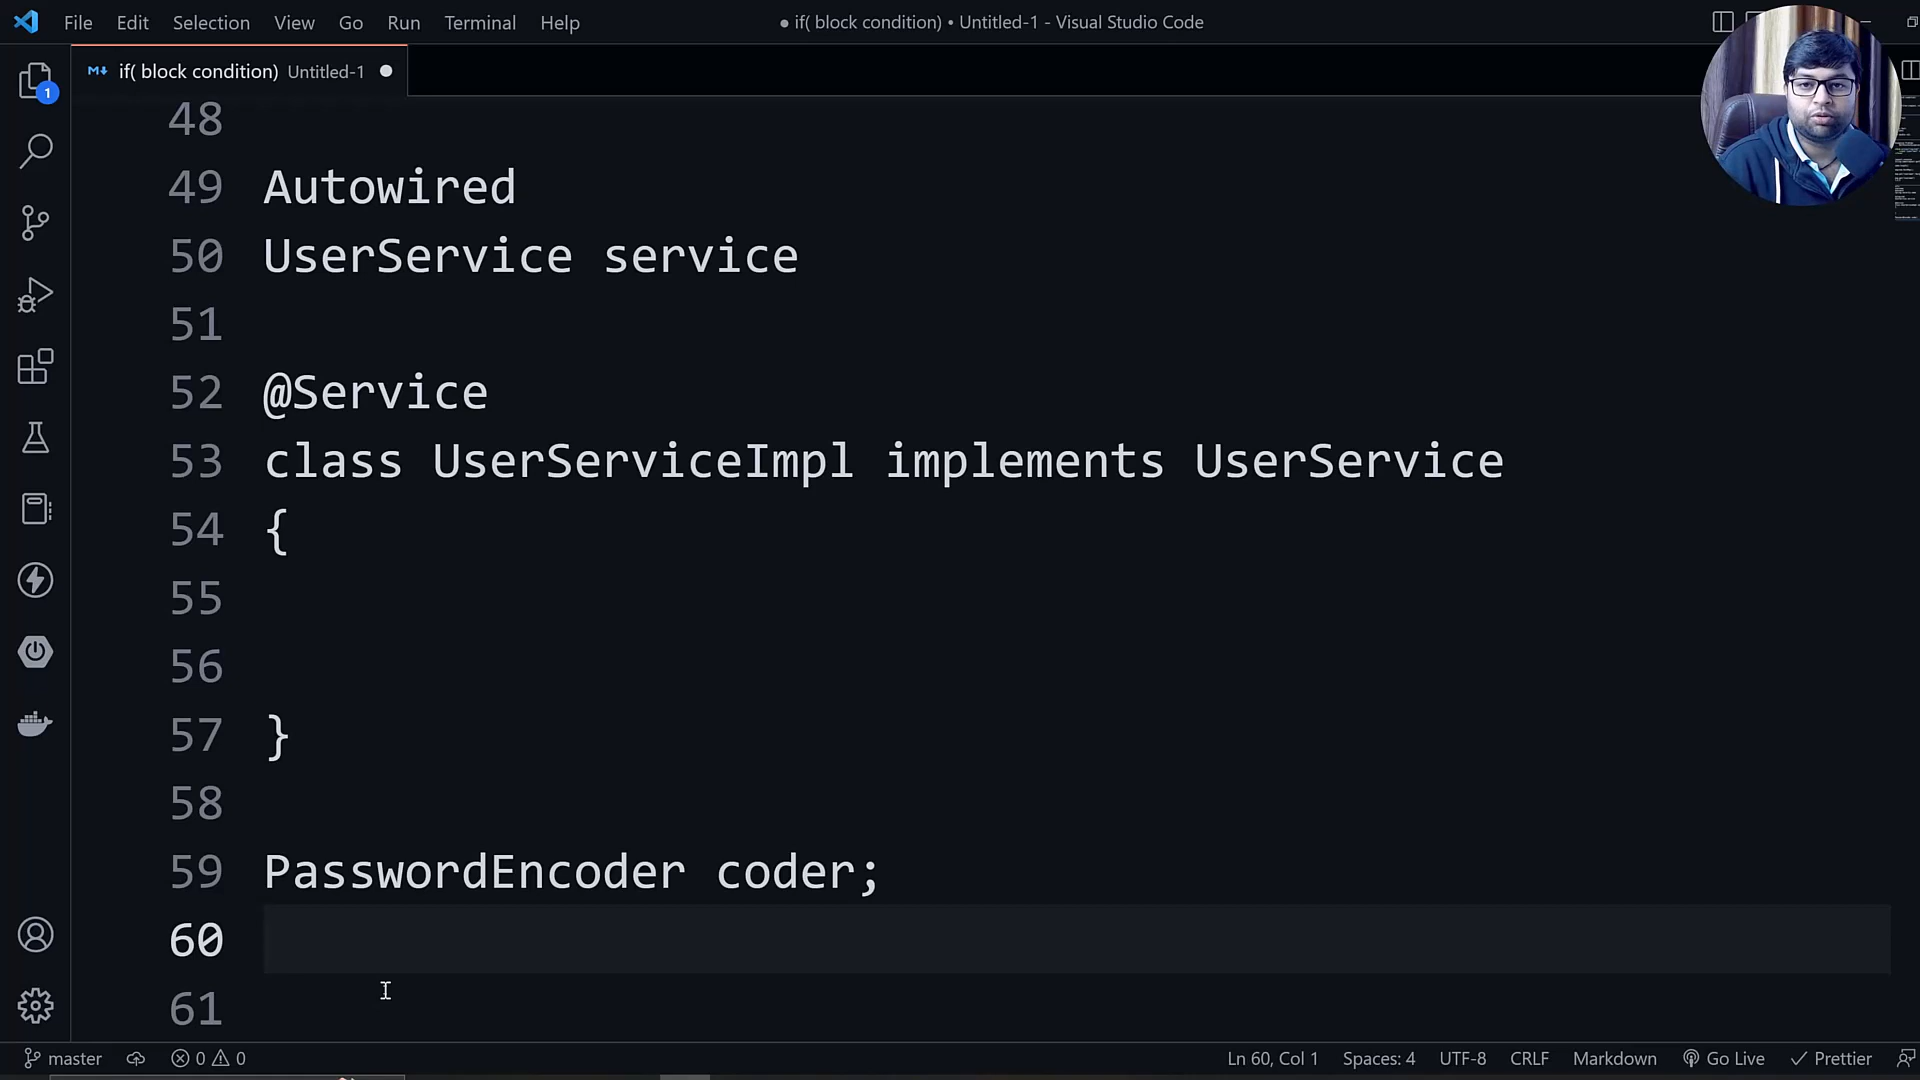 File Edit Selection View Go Run Terminal Help
● if( block condition) • Untitled-1 - Visual Studio Code
if( block condition) Untitled-1
1
48
49 Autowired
50 UserService service
51
52 @Service
53 class UserServiceImpl implements UserService
54 {
55
56
57 }
58
59 PasswordEncoder coder;
60
61
master 0 0 Ln 60, Col 1 Spaces: 4 UTF-8 CRLF Markdown Go Live Prettier